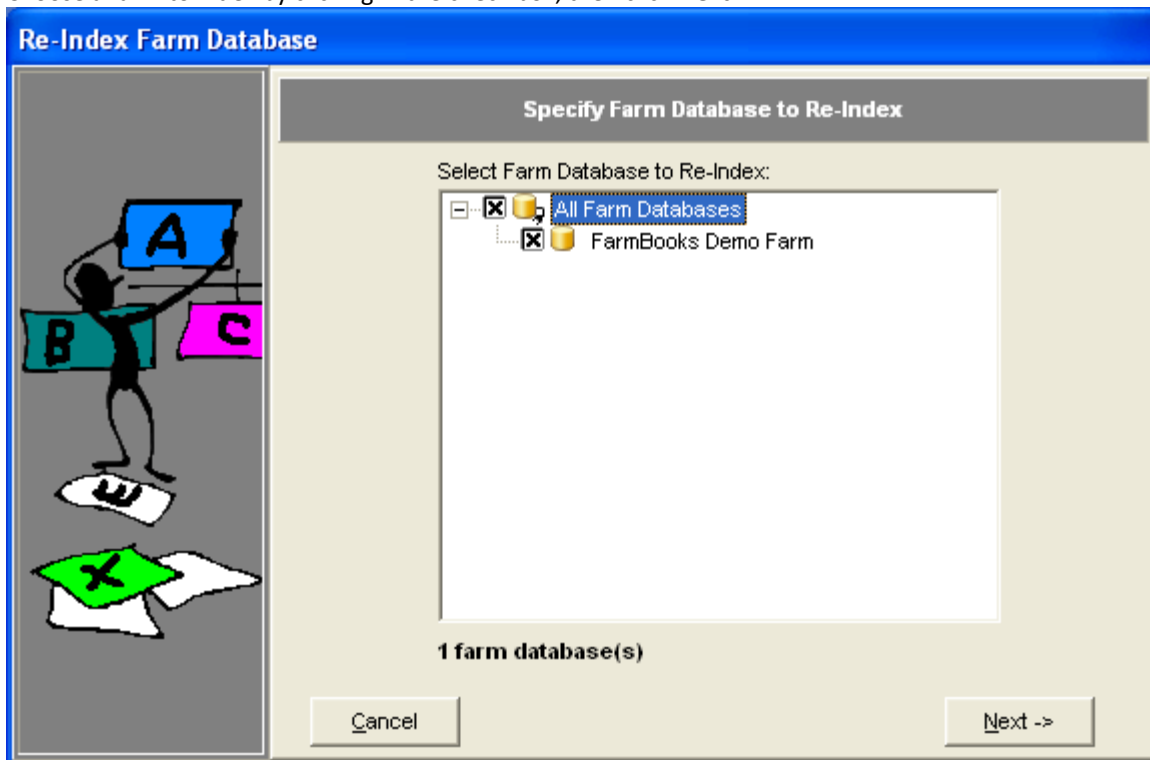 Re-Index Farm Database
Specify Farm Database to Re-Index
Select Farm Database to Re-Index:
All Farm Databases
FarmBooks Demo Farm
A
B
C
E
X
1 farm database(s)
Cancel
Next ->